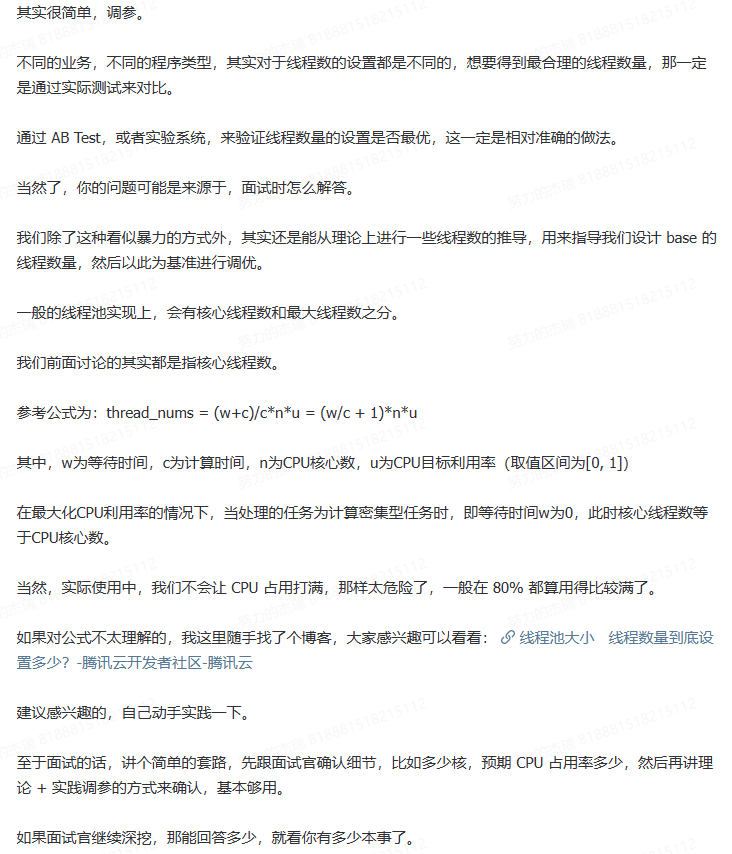 其实很简单，调参。
不同的业务，不同的程序类型，其实对于线程数的设置都是不同的，想要得到最合理的线程数量，那一定
是通过实际测试来对比。
通过 AB Test，或者实验系统，来验证线程数量的设置是否最优，这一定是相对准确的做法。
当然了，你的问题可能是来源于，面试时怎么解答。
我们除了这种看似暴力的方式外，其实还是能从理论上进行一些线程数的推导，用来指导我们设计 base 的
线程数量，然后以此为基准进行调优。
一般的线程池实现上，会有核心线程数和最大线程数之分。
我们前面讨论的其实都是指核心线程数。
参考公式为：thread_nums = (w+c)/c*n*u = (w/c + 1)*n*u
其中，w为等待时间，c为计算时间，n为CPU核心数，u为CPU目标利用率（取值区间为[0, 1]）
在最大化CPU利用率的情况下，当处理的任务为计算密集型任务时，即等待时间w为0，此时核心线程数等
于CPU核心数。
当然，实际使用中，我们不会让 CPU 占用打满，那样太危险了，一般在 80% 都算用得比较满了。
如果对公式不太理解的，我这里随手找了个博客，大家感兴趣可以看看： 线程池大小 线程数量到底设
置多少？-腾讯云开发者社区-腾讯云
建议感兴趣的，自己动手实践一下。
至于面试的话，讲个简单的套路，先跟面试官确认细节，比如多少核，预期 CPU 占用率多少，然后再讲理
论 + 实践调参的方式来确认，基本够用。
如果面试官继续深挖，那能回答多少，就看你有多少本事了。